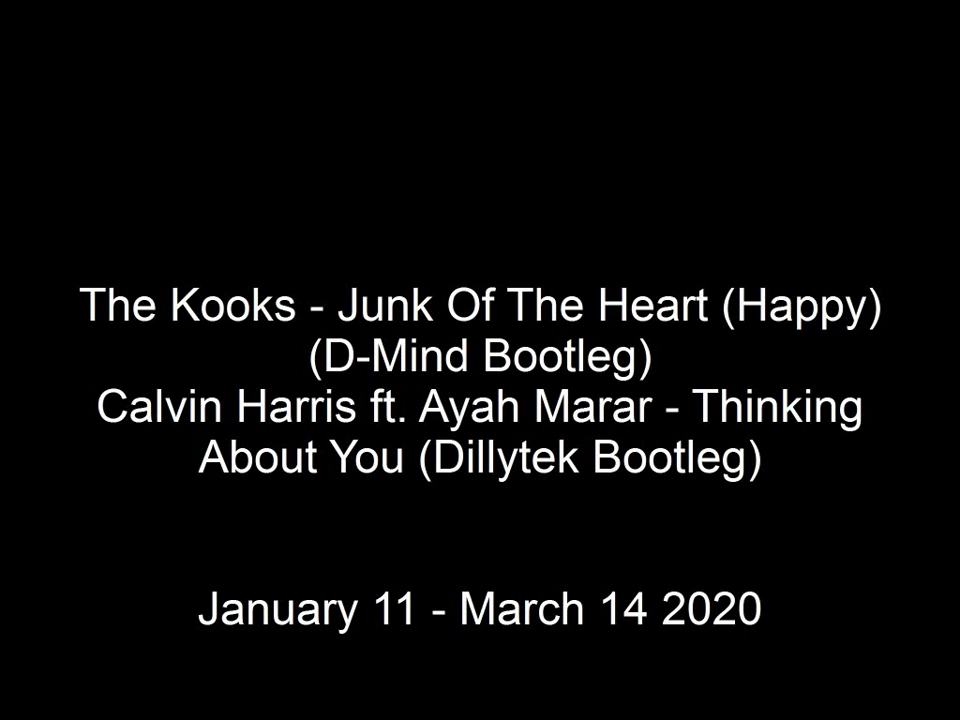 The Kooks - Junk Of The Heart (Happy)
(D-Mind Bootleg)
Calvin Harris ft. Ayah Marar - Thinking
About You (Dillytek Bootleg)
January 11 - March 14 2020